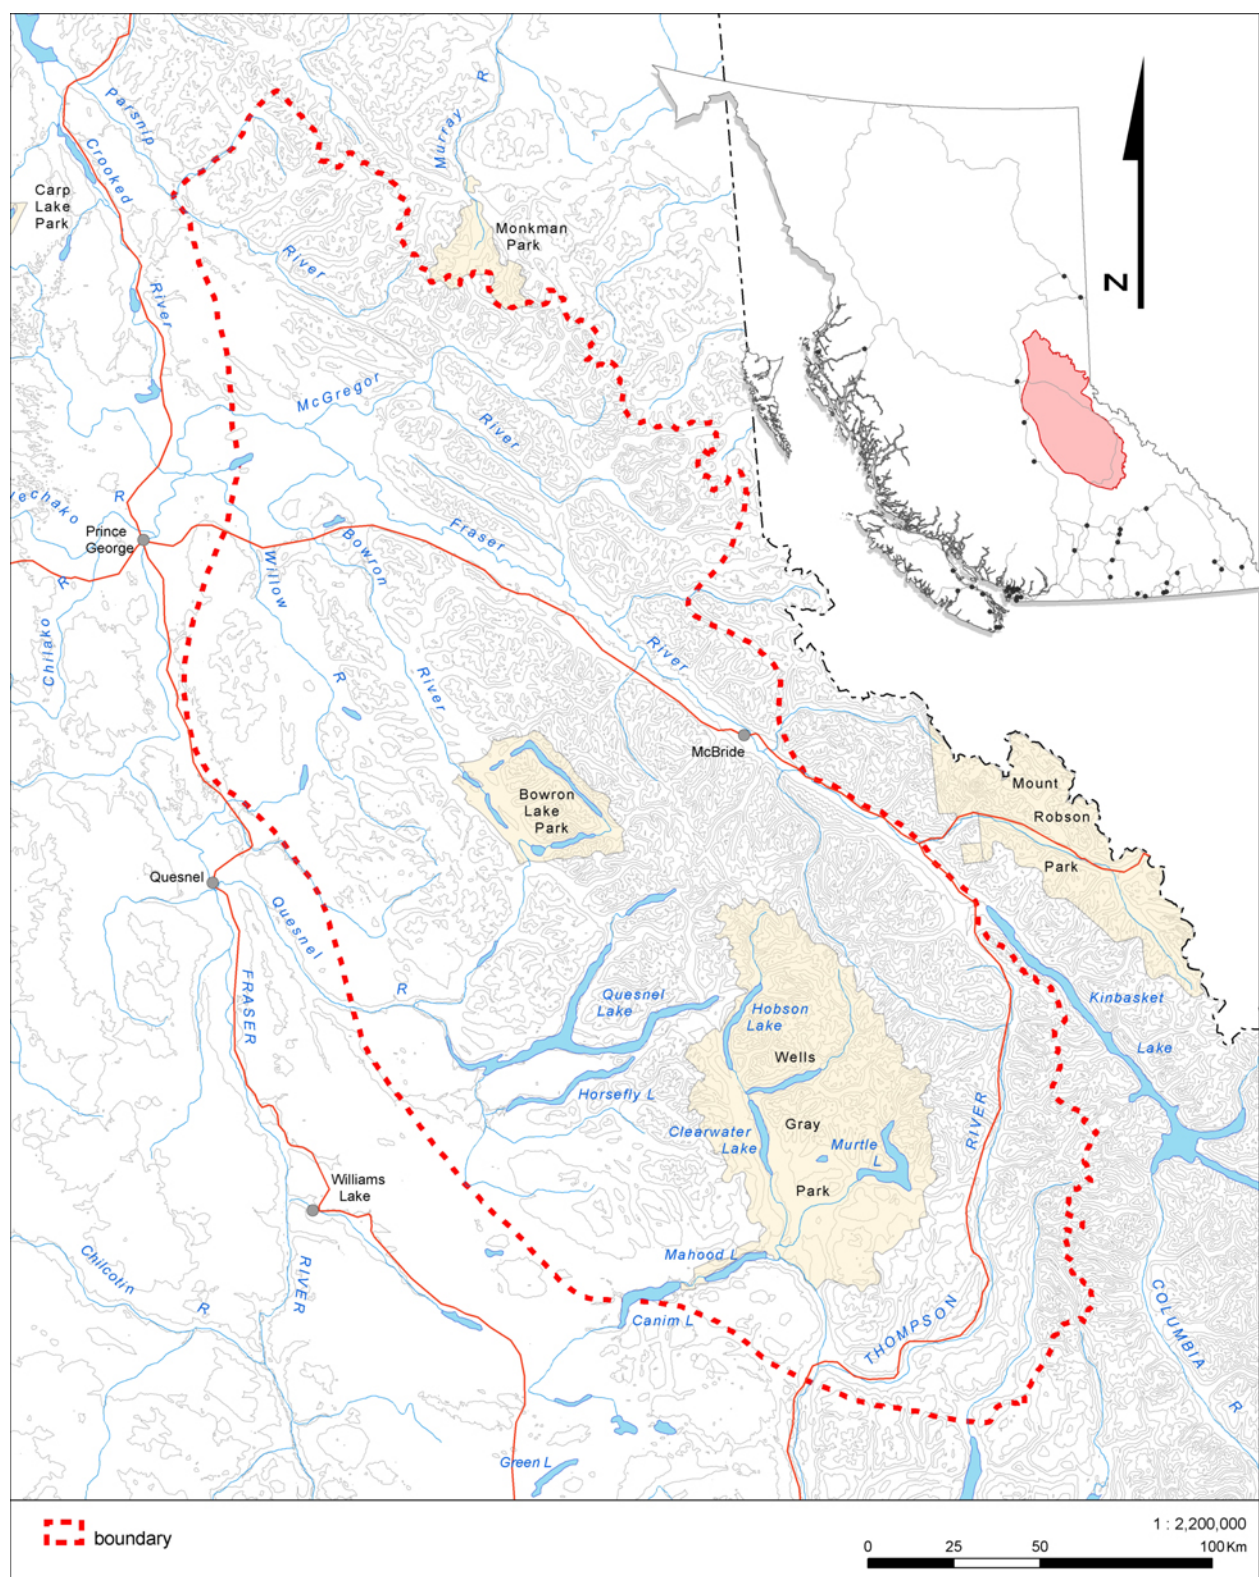 Parsnip
Crooked
River
River
Carp
Lake
Park
Murray
R
Monkman
Park
N
McGregor
River
R
Prince
George
R
Chilako
Willow
R
Bowron
River
Fraser
River
McBride
Bowron
Lake
Park
Mount
Robson
Park
Quesnel
Quesnel
R
FRASER
RIVER
Quesnel
Lake
Hobson
Lake
Wells
Gray
Park
Horsefly L
Clearwater
Lake
Murtle
L
Kinbasket
Lake
RIVER
THOMPSON
Williams
Lake
Chilcotin
R
Mahood L
Canim L
COLUMBIA
R
Green L
boundary
1 : 2,200,000
0 25 50 100 Km